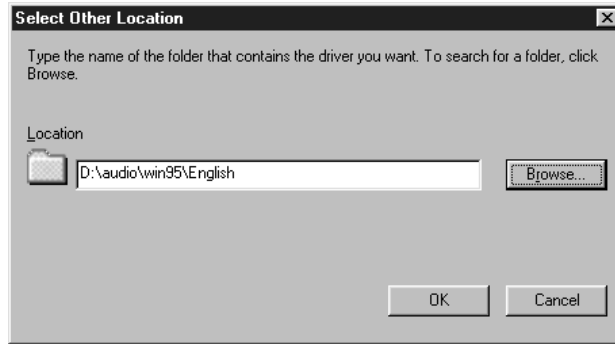 Select Other Location
Type the name of the folder that contains the driver you want. To search for a folder, click
Browse.
Location
D:\audio\win95\English
Browse...
OK
Cancel